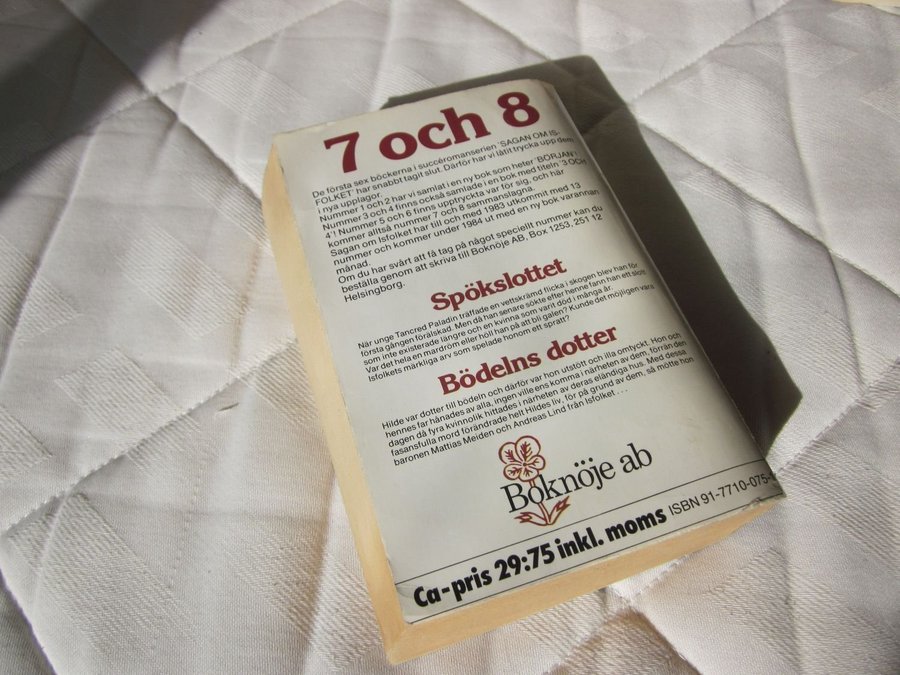 7 och 8
De första sex böckerna i succéromanserien 'SAGAN OM IS-
FOLKET' har snabbt tagit slut. Därför har vi låtit trycka upp dem
i nya upplagor.
Nummer 1 och 2 har vi samlat i en ny bok som heter 'BÖRJAN'!
Nummer 3 och 4 finns också samlade i en bok med titeln '3 OCH
4'! Nummer 5 och 6 finns upptryckta var för sig, och här
kommer alltså nummer 7 och 8 sammanslagna.
Sagan om Isfolket har till och med 1983 utkommit med 13
nummer och kommer under 1984 ut med en ny bok varannan
månad.
Om du har svårt att få tag på något speciellt nummer kan du
beställa genom att skriva till Boknöje AB, Box 1253, 251 12
Helsingborg.
Spökslottet
När unge Tancred Paladin träffade en vettskrämd flicka i skogen blev han för
första gången förälskad. Men då han senare sökte efter henne fann han ett slott
som inte existerade längre och en kvinna som varit död i många år.
Var det hela en mardröm eller höll han på att bli galen? Kunde det möjligen vara
Isfolkets märkliga arv som spelade honom ett spratt?
Bödelns dotter
Hilde var dotter till bödeln och därför var hon utstött och illa omtyckt. Hon och
hennes far hånades av alla, ingen ville ens komma i närheten av dem, förrän den
dagen då fyra kvinnolik hittades i närheten av deras eländiga hus. Med dessa
fasansfulla mord förändrade helt Hildes liv, för på grund av dem, så mötte hon
baronen Mattias Meiden och Andreas Lind från Isfolket . . .
Boknöje ab
Ca-pris 29:75 inkl. moms ISBN 91-7710-075-